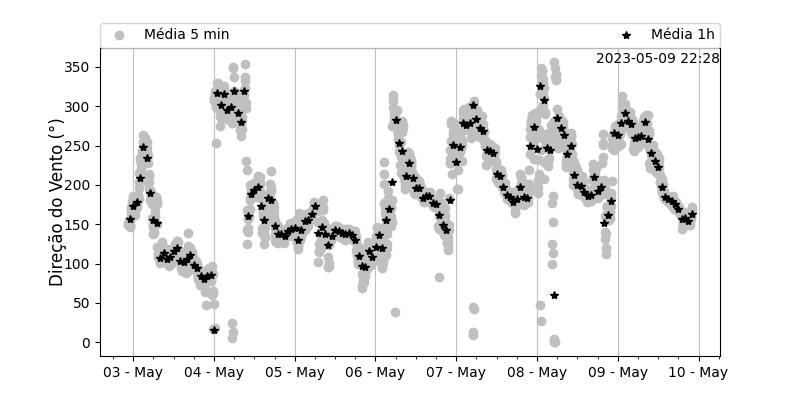 Média 5 min
Média 1h
2023-05-09 22:28
Direção do Vento (°)
350
300
250
200
150
100
50
0
03 - May
04 - May
05 - May
06 - May
07 - May
08 - May
09 - May
10 - May